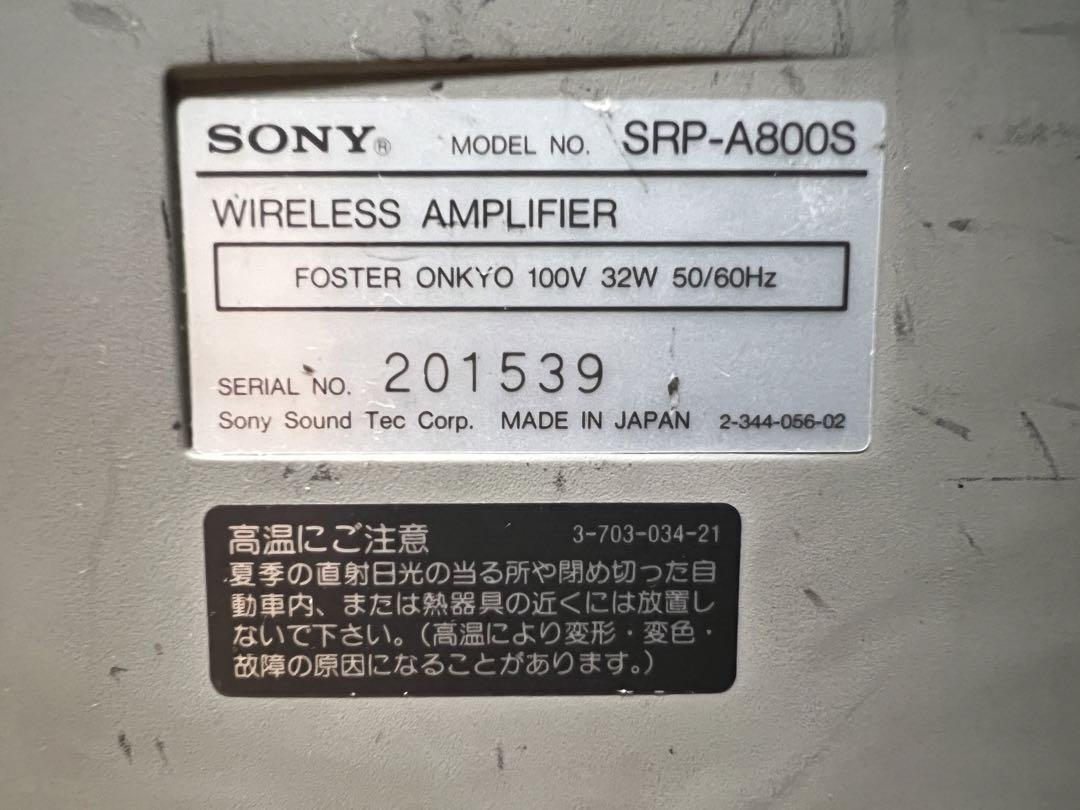 SONY® MODEL NO. SRP-A800S
WIRELESS AMPLIFIER
FOSTER ONKYO 100V 32W 50/60Hz
SERIAL NO. 201539
Sony Sound Tec Corp. MADE IN JAPAN 2-344-056-02
高温にご注意 3-703-034-21
夏季の直射日光の当る所や閉め切った自
動車内、または熱器具の近くには放置し
ないで下さい。（高温により変形・変色・
故障の原因になることがあります。）